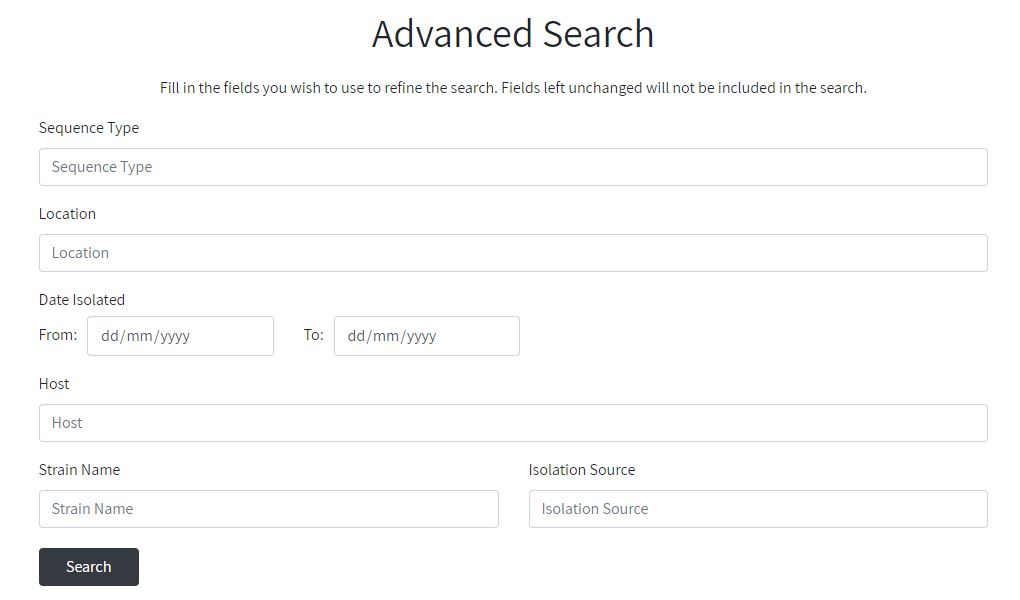 Advanced Search
Fill in the fields you wish to use to refine the search. Fields left unchanged will not be included in the search.
Sequence Type
Sequence Type
Location
Location
Date Isolated
From: dd/mm/yyyy To: dd/mm/yyyy
Host
Host
Strain Name Isolation Source
Strain Name Isolation Source
Search